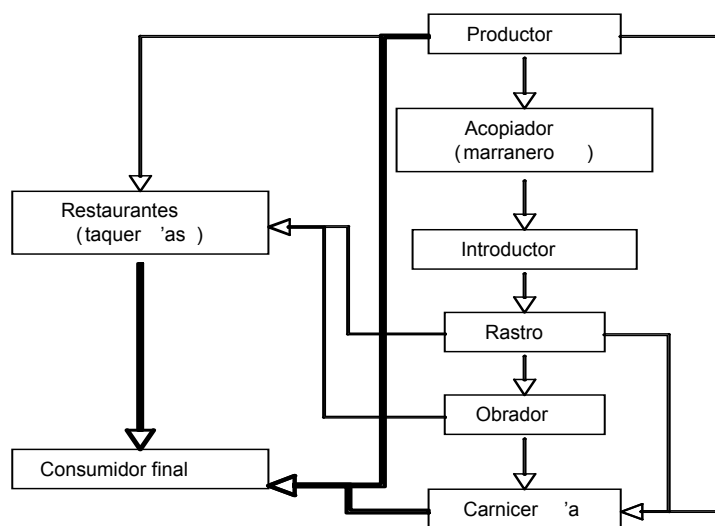 Productor
Acopiador
(marranero )
Restaurantes
(taquer 'as )
Introductor
Rastro
Obrador
Consumidor final
Carnicer 'a